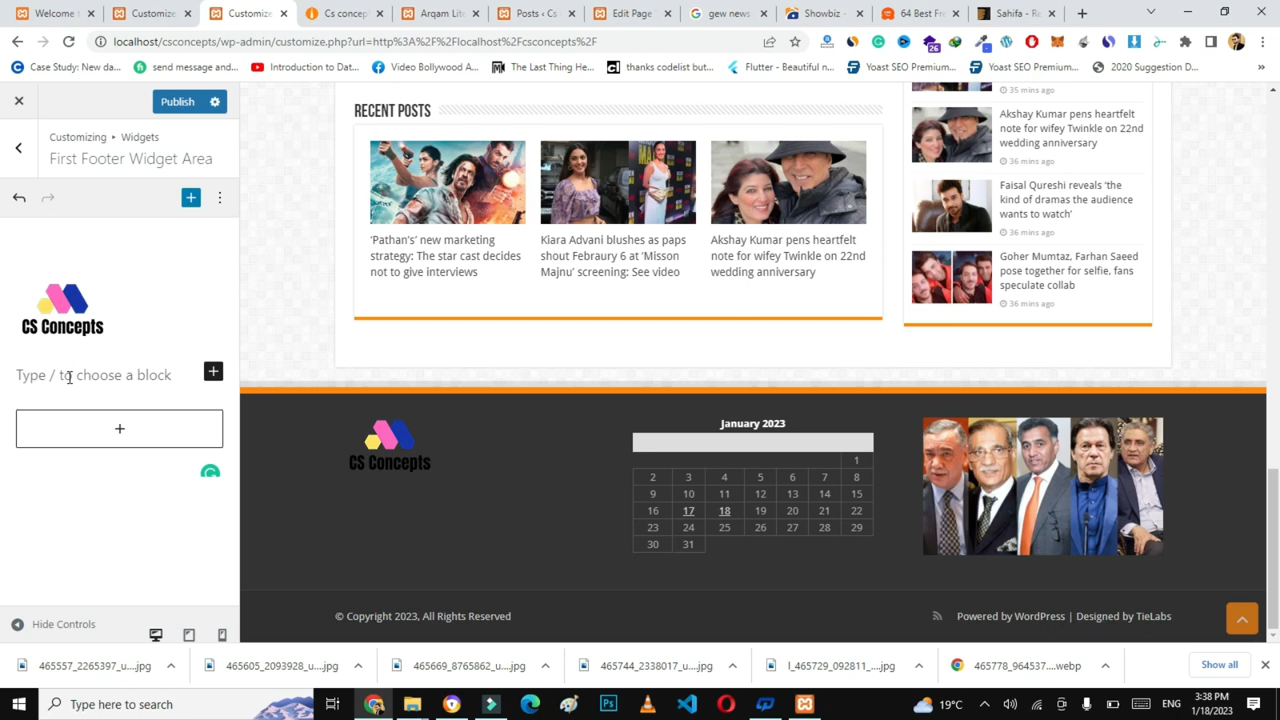 Customize
Customize
Cs concept
Arqam Lite
Posts ‹ Cs
Edit Page
gew news
Showbiz -
64 Best Fre
Sahifa - Re
localhost/csconcepts/wp-admin/customize.php?url=http%3A%2F%2Flocalhost%2Fcsconcepts%2F
26
Case Study: New da...
send message and...
Introduction to Dat...
Video Bollywood A...
The Last Thing He...
thanks codelist but...
Flutter - Beautiful n...
Yoast SEO Premium...
Yoast SEO Premium...
2020 Suggestion D...
»
Publish
Customizing ▸ Widgets
First Footer Widget Area
CS Concepts
Type / to choose a block
Hide Controls
RECENT POSTS
'Pathan's' new marketing
strategy: The star cast decides
not to give interviews
Kiara Advani blushes as paps
shout Febraury 6 at 'Misson
Majnu' screening: See video
Akshay Kumar pens heartfelt
note for wifey Twinkle on 22nd
wedding anniversary
35 mins ago
Akshay Kumar pens heartfelt
note for wifey Twinkle on 22nd
wedding anniversary
36 mins ago
Faisal Qureshi reveals 'the
kind of dramas the audience
wants to watch'
36 mins ago
Goher Mumtaz, Farhan Saeed
pose together for selfie, fans
speculate collab
36 mins ago
CS Concepts
January 2023
1
2 3 4 5 6 7 8
9 10 11 12 13 14 15
16 17 18 19 20 21 22
23 24 25 26 27 28 29
30 31
© Copyright 2023, All Rights Reserved
Powered by WordPress | Designed by TieLabs
465557_2265397_u....jpg
465605_2093928_u....jpg
465669_8765862_u....jpg
465744_2338017_u....jpg
l_465729_092811_....jpg
465778_964537....webp
Show all
Type here to search
19°C
ENG
3:38 PM
1/18/2023